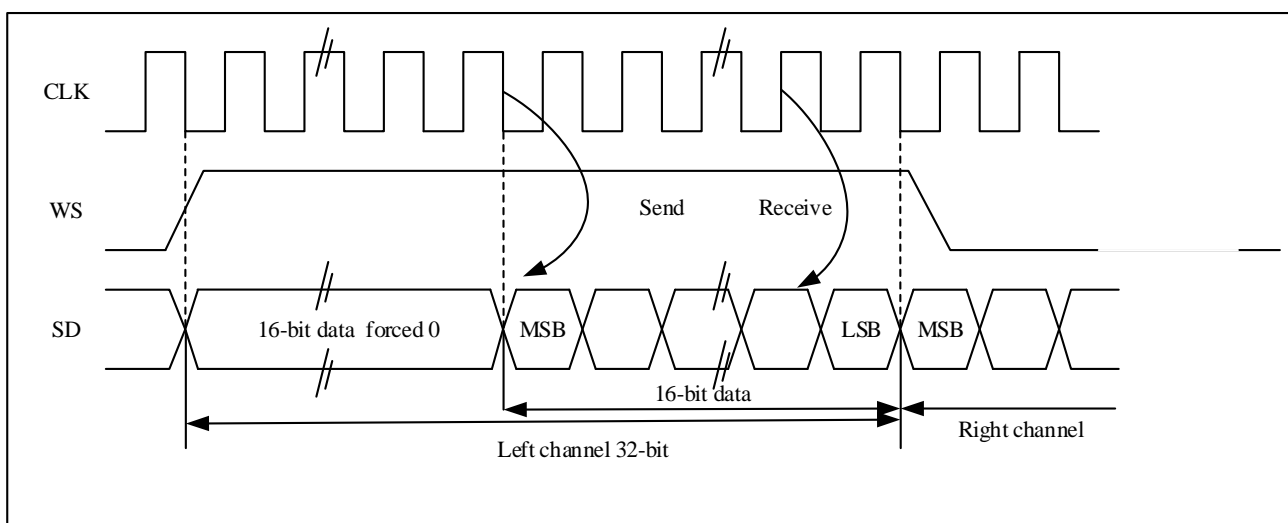 CLK
WS
Send
Receive
SD
16-bit data forced 0
MSB
LSB
MSB
16-bit data
Right channel
Left channel 32-bit